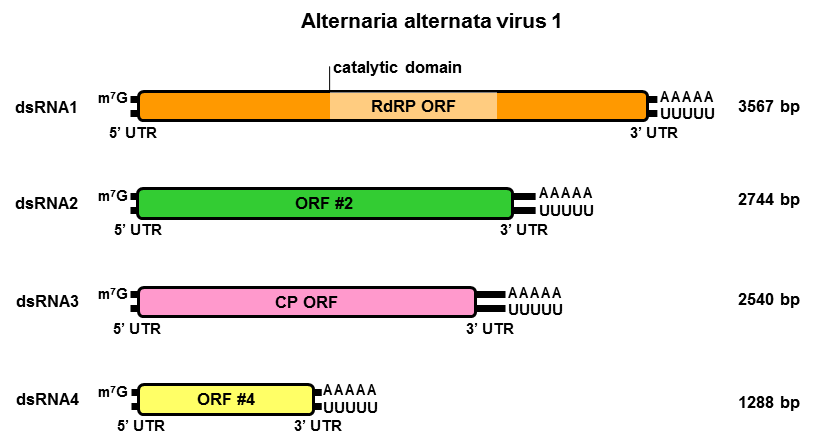 Alternaria alternata virus 1
catalytic domain
dsRNA1 m⁷G RdRP ORF AAAAA 3567 bp
UUUUU
5’ UTR 3’ UTR
dsRNA2 m⁷G ORF #2 AAAAA 2744 bp
UUUUU
5’ UTR 3’ UTR
dsRNA3 m⁷G CP ORF AAAAA 2540 bp
UUUUU
5’ UTR 3’ UTR
dsRNA4 m⁷G ORF #4 AAAAA 1288 bp
UUUUU
5’ UTR 3’ UTR